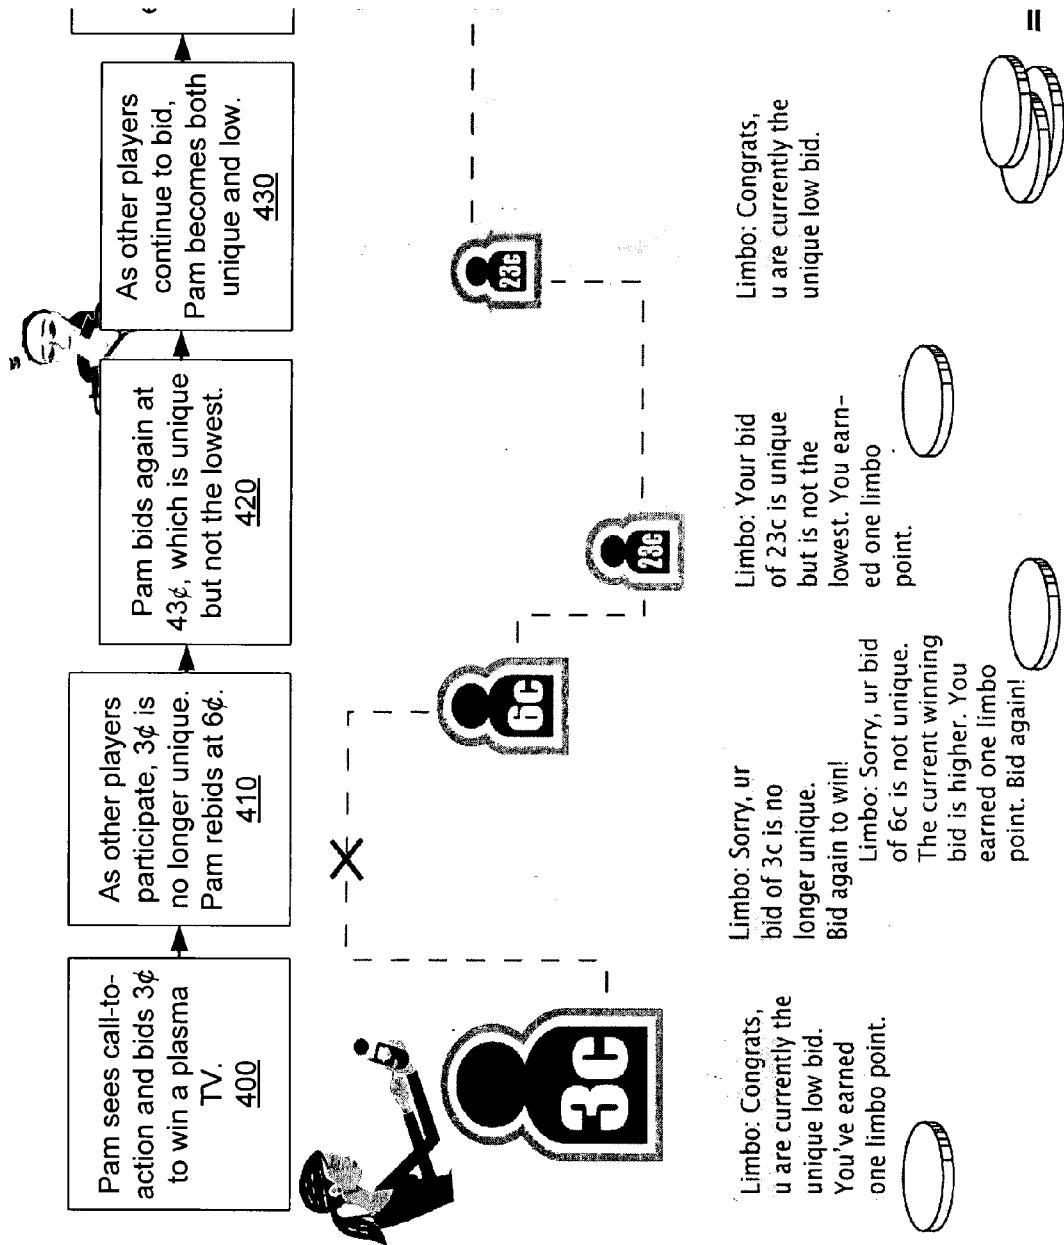 Pam sees call-to-
action and bids 3¢
to win a plasma
TV.
400
As other players
participate, 3¢ is
no longer unique.
Pam rebids at 6¢.
410
Pam bids again at
43¢, which is unique
but not the lowest.
420
As other players
continue to bid,
Pam becomes both
unique and low.
430
3c
6c
23c
23c
Limbo: Congrats,
u are currently the
unique low bid.
You've earned
one limbo point.
Limbo: Sorry, ur
bid of 3c is no
longer unique.
Bid again to win!
Limbo: Sorry, ur bid
of 6c is not unique.
The current winning
bid is higher. You
earned one limbo
point. Bid again!
Limbo: Your bid
of 23c is unique
but is not the
lowest. You earn-
ed one limbo
point.
Limbo: Congrats,
u are currently the
unique low bid.
=